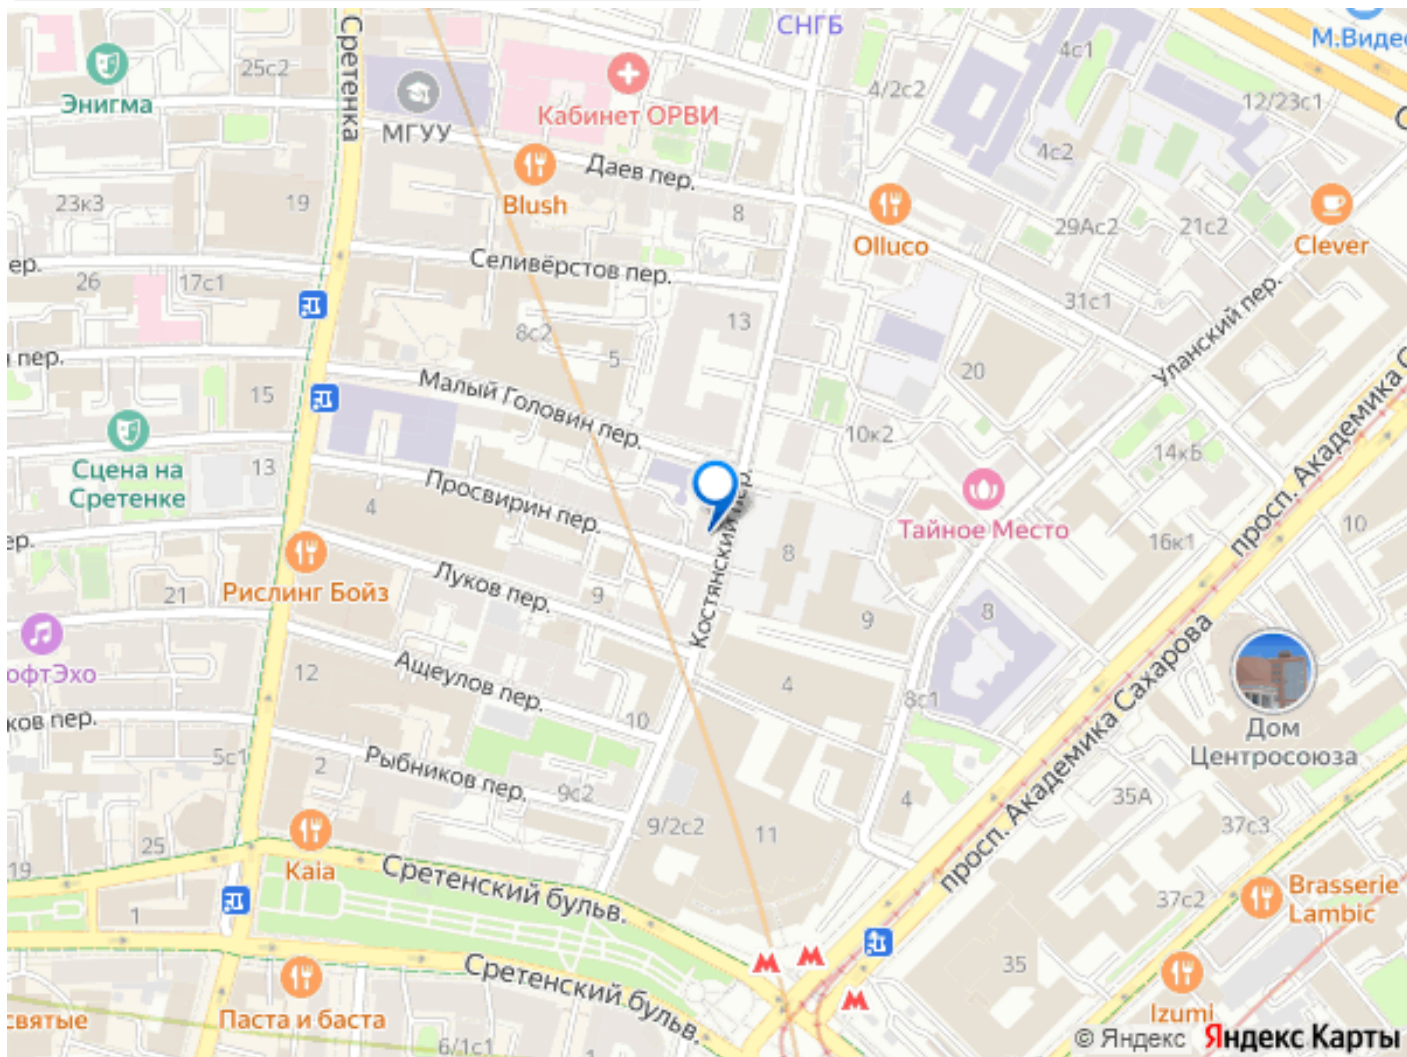 СНГБ
М.Виде
4с1
Сретенка
25с2
Энигма
МГУУ
Кабинет ОРВИ
4/2с2
12/23с1
4с2
Даев пер.
Blush
23к3
19
8
Olluco
29Ас2
21с2
Clever
ер.
Селивёрстов пер.
26
17с1
31с1
Уланский пер.
13
8с2
5
пер.
20
Малый Головин пер.
15
10к2
14кБ
просп. Академика С
Сцена на
Сретенке
13
Просвирин пер.
4
Костянский пер.
Тайное Место
10
16к1
ер.
8
Рислинг Бойз
Луков пер.
21
9
9
8
офтЭхо
Ащеулов пер.
12
4
8с1
просп. Академика Сахарова
Дом
Центросоюза
ков пер.
10
5с1
2
Рыбников пер.
9с2
4
35А
9/2с2
11
37с3
25
19
Kaia
Сретенский бульв.
Brasserie
Lambic
37с2
1
35
Сретенский бульв.
Izumi
святые
Паста и баста
6/1с1
© Яндекс Яндекс Карты